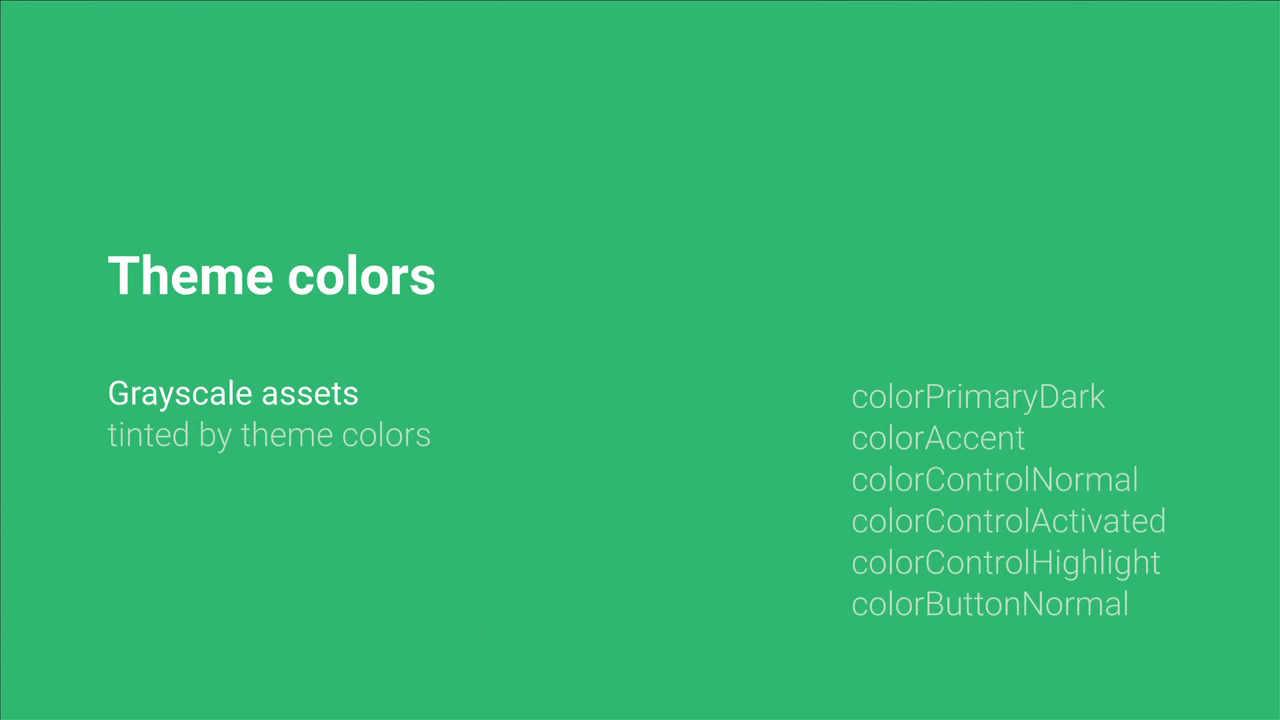 Theme colors
Grayscale assets
tinted by theme colors
colorPrimaryDark
colorAccent
colorControlNormal
colorControlActivated
colorControlHighlight
colorButtonNormal